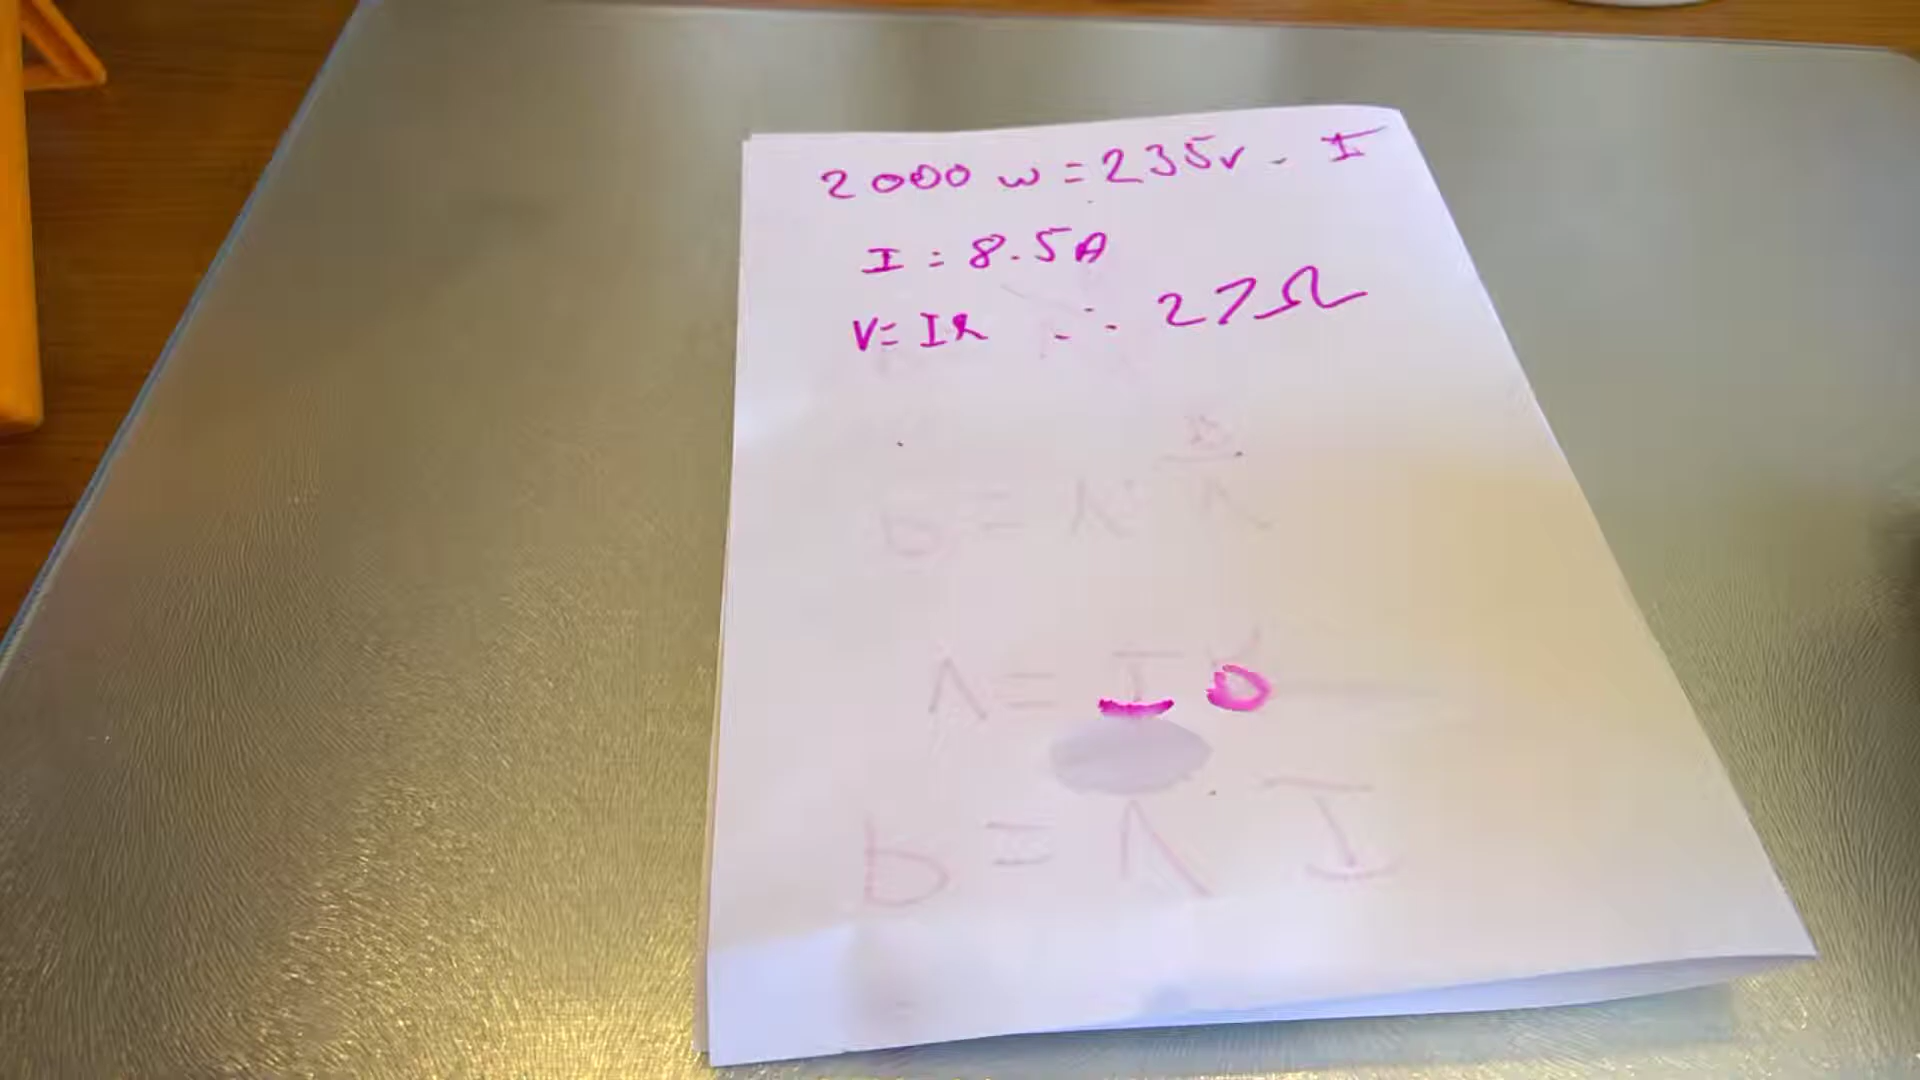 2000 w = 235v . I
I = 8.5A
V = IR ∴ 27Ω